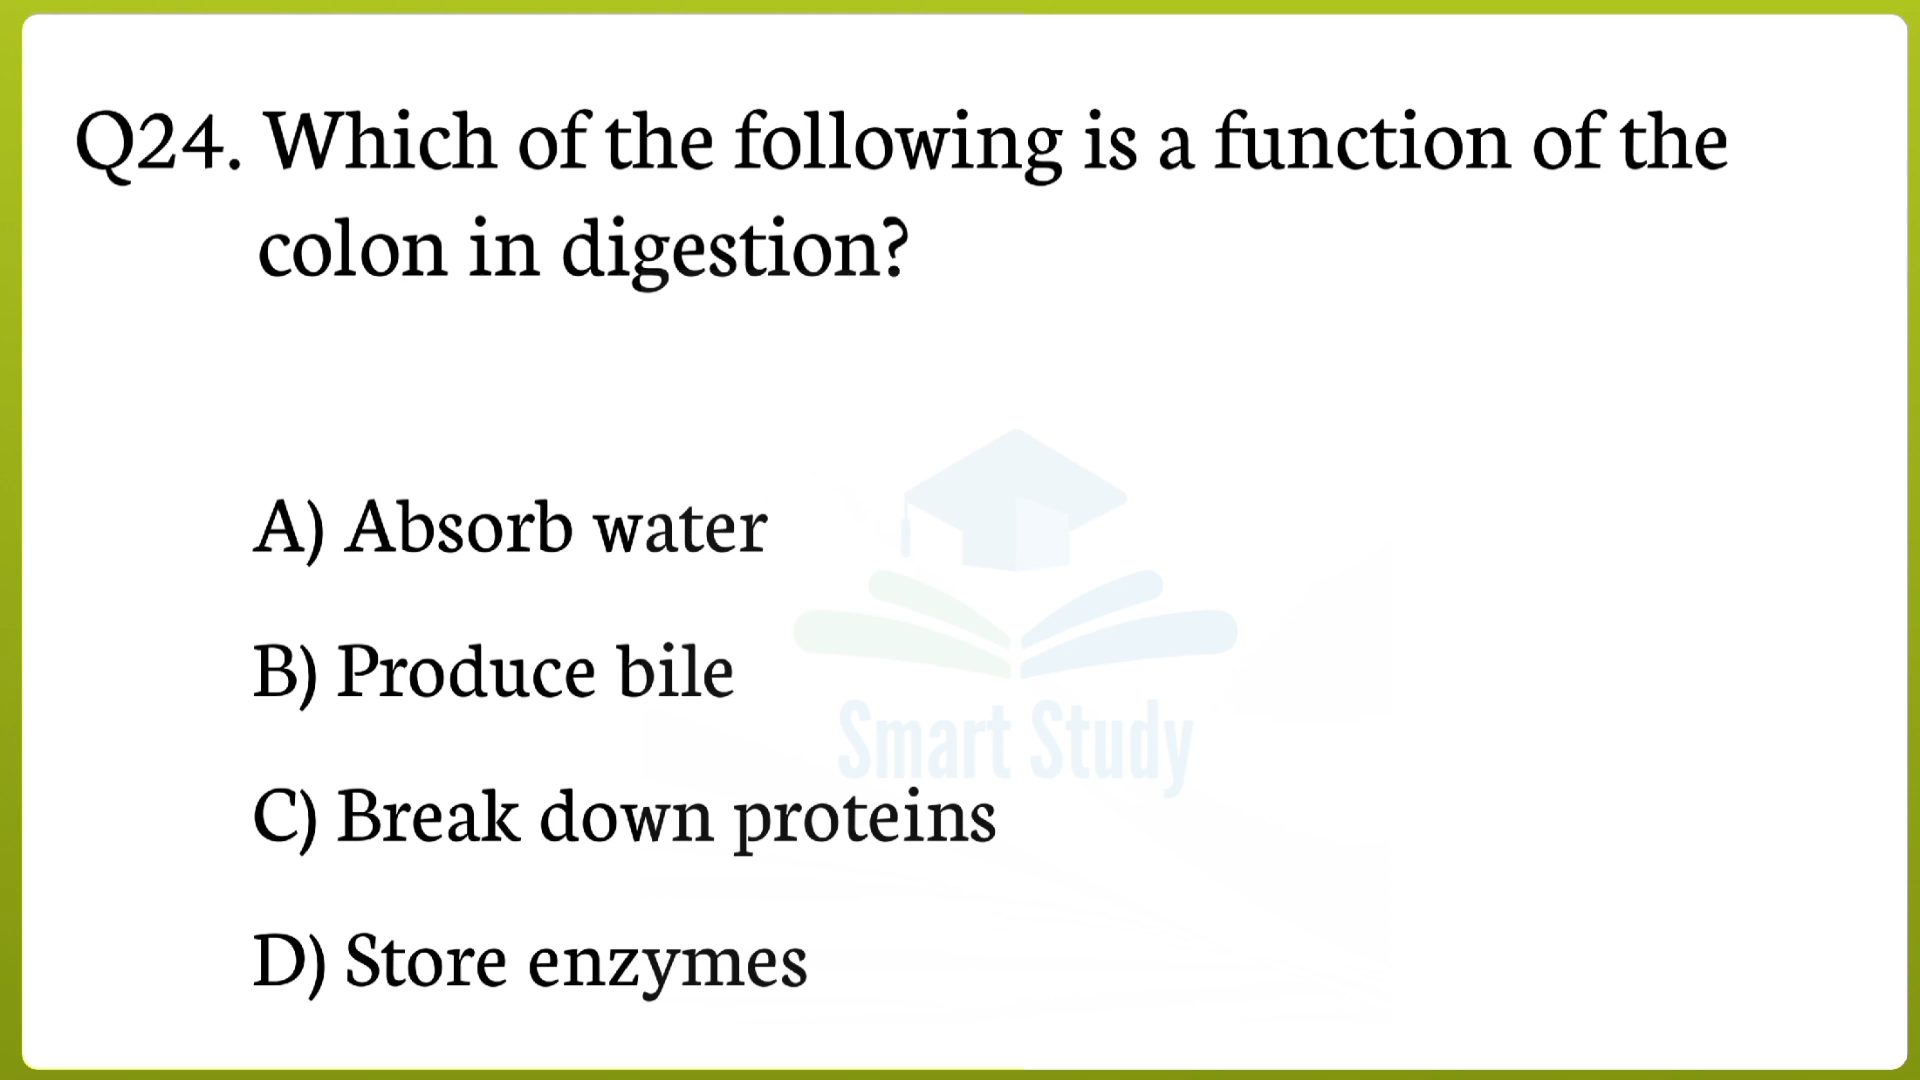 Q24. Which of the following is a function of the
colon in digestion?
A) Absorb water
B) Produce bile
Smart Study
C) Break down proteins
D) Store enzymes